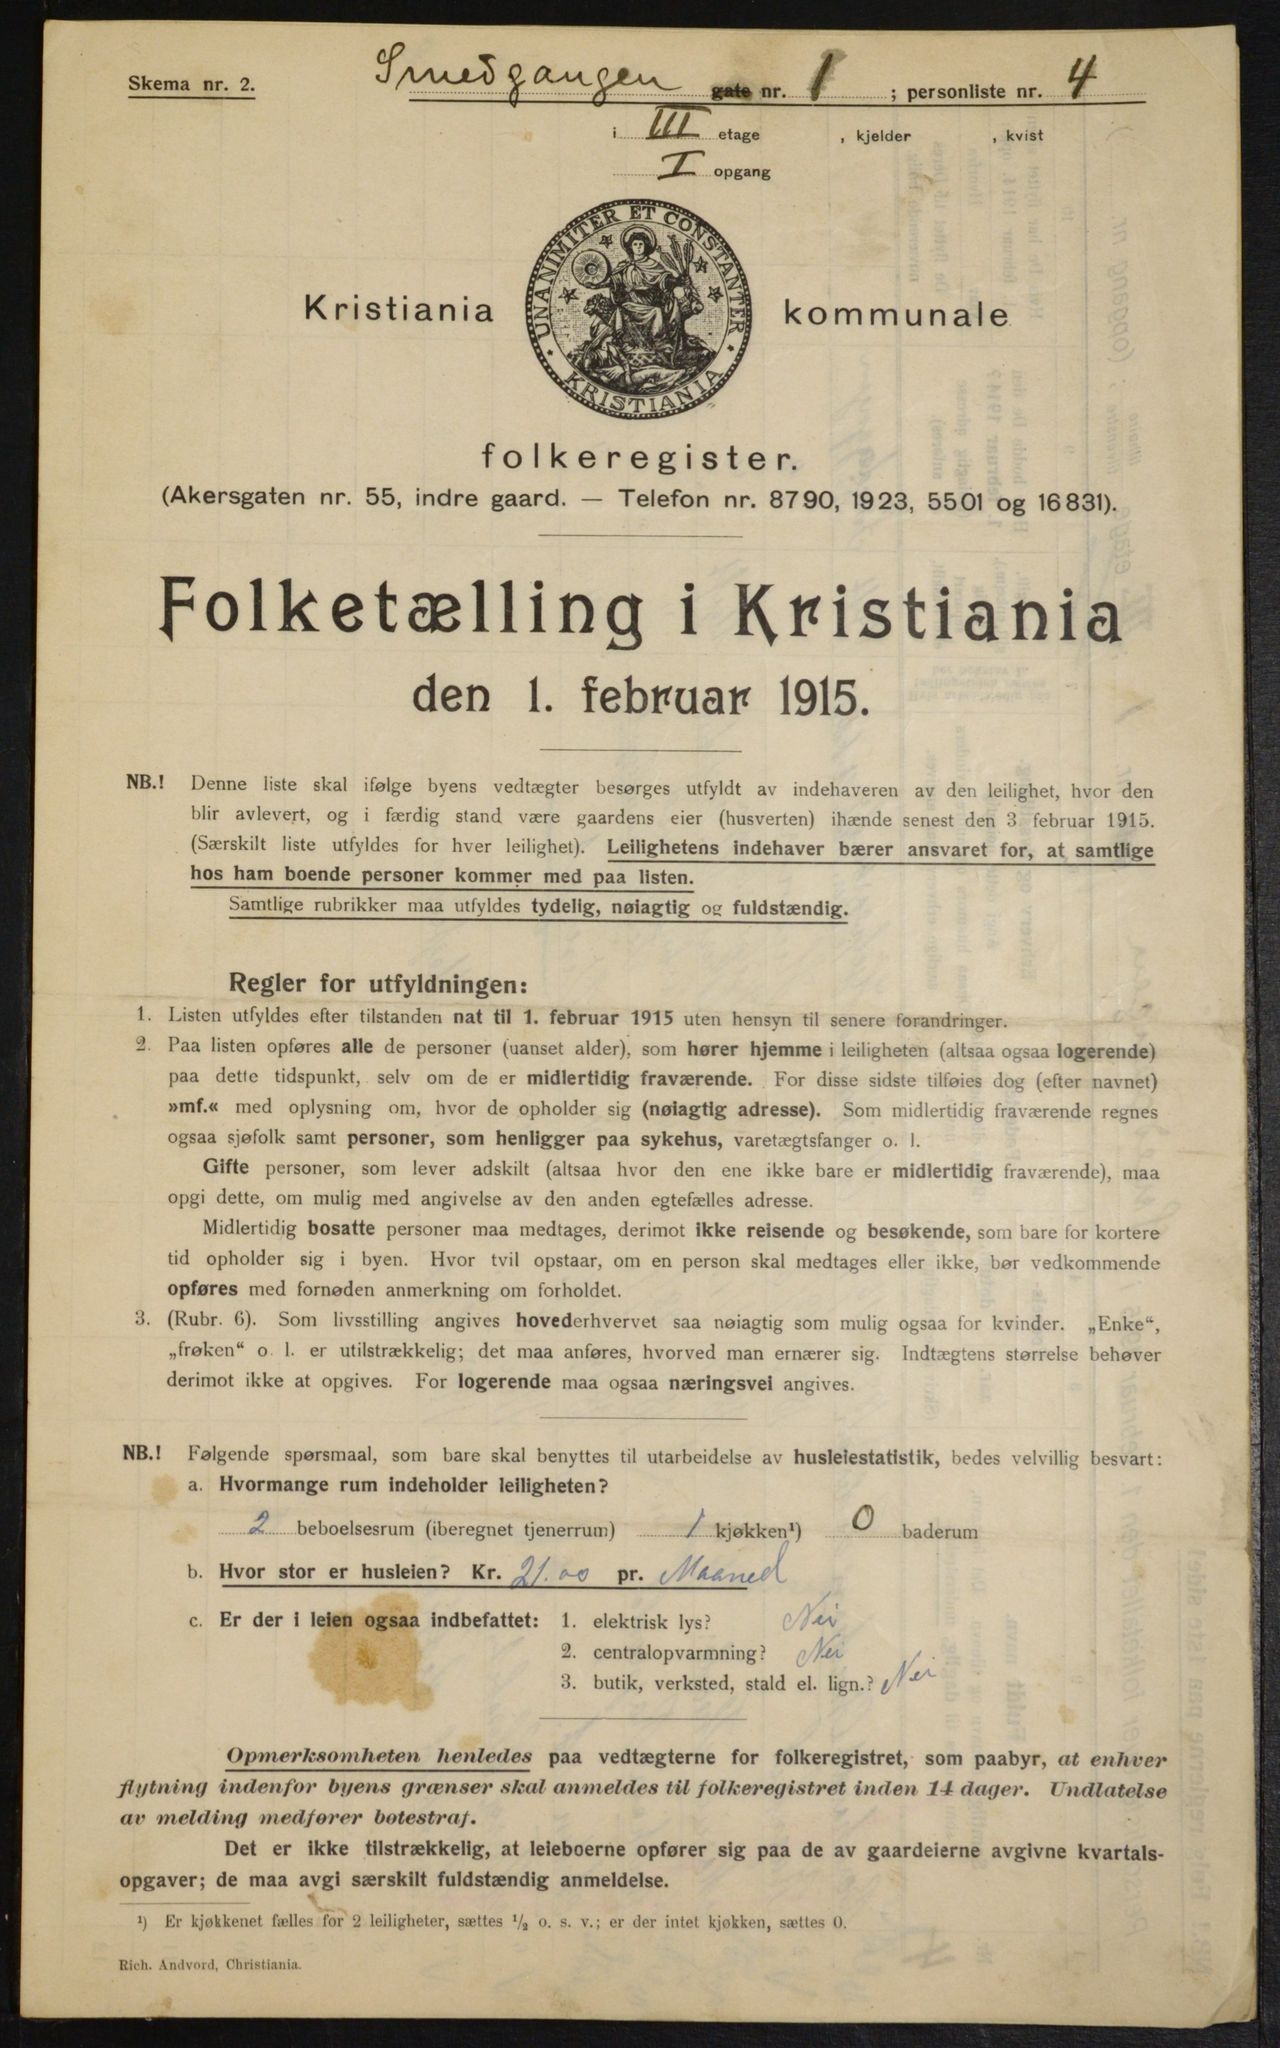 Skema nr. 2.
Smedgangen gate nr. 1 ; personliste nr. 4
i III etage , kjelder , kvist
I opgang
UNANIMITER ET CONSTANTER
KRISTIANIA
Kristiania kommunale
folkeregister.
(Akersgaten nr. 55, indre gaard. — Telefon nr. 8790, 1923, 5501 og 16831).
Folketælling i Kristiania
den 1. februar 1915.
NB.! Denne liste skal ifølge byens vedtægter besørges utfyldt av indehaveren av den leilighet, hvor den
blir avlevert, og i færdig stand være gaardens eier (husverten) ihænde senest den 3 februar 1915.
(Særskilt liste utfyldes for hver leilighet). Leilighetens indehaver bærer ansvaret for, at samtlige
hos ham boende personer kommer med paa listen.
Samtlige rubrikker maa utfyldes tydelig, nøiagtig og fuldstændig.
Regler for utfyldningen:
1. Listen utfyldes efter tilstanden nat til 1. februar 1915 uten hensyn til senere forandringer.
2. Paa listen opføres alle de personer (uanset alder), som hører hjemme i leiligheten (altsaa ogsaa logerende)
paa dette tidspunkt, selv om de er midlertidig fraværende. For disse sidste tilføies dog (efter navnet)
»mf.« med oplysning om, hvor de opholder sig (nøiagtig adresse). Som midlertidig fraværende regnes
ogsaa sjøfolk samt personer, som henligger paa sykehus, varetægtsfanger o. l.
Gifte personer, som lever adskilt (altsaa hvor den ene ikke bare er midlertidig fraværende), maa
opgi dette, om mulig med angivelse av den anden egtefælles adresse.
Midlertidig bosatte personer maa medtages, derimot ikke reisende og besøkende, som bare for kortere
tid opholder sig i byen. Hvor tvil opstaar, om en person skal medtages eller ikke, bør vedkommende
opføres med fornøden anmerkning om forholdet.
3. (Rubr. 6). Som livsstilling angives hovederhvervet saa nøiagtig som mulig ogsaa for kvinder. „Enke“,
„frøken“ o. l. er utilstrækkelig; det maa anføres, hvorved man ernærer sig. Indtægtens størrelse behøver
derimot ikke at opgives. For logerende maa ogsaa næringsvei angives.
NB.! Følgende spørsmaal, som bare skal benyttes til utarbeidelse av husleiestatistik, bedes velvillig besvart:
a. Hvormange rum indeholder leiligheten?
2 beboelsesrum (iberegnet tjenerrum) 1 kjøkken¹) 0 baderum
b. Hvor stor er husleien? Kr. 21.00 pr. Maaned
c. Er der i leien ogsaa indbefattet: 1. elektrisk lys? Nei
2. centralopvarmning? Nei
3. butik, verksted, stald el. lign.? Nei
Opmerksomheten henledes paa vedtægterne for folkeregistret, som paabyr, at enhver
flytning indenfor byens grænser skal anmeldes til folkeregistret inden 14 dager. Undlatelse
av melding medfører bøtestraf.
Det er ikke tilstrækkelig, at leieboerne opfører sig paa de av gaardeierne avgivne kvartals-
opgaver; de maa avgi særskilt fuldstændig anmeldelse.
¹) Er kjøkkenet fælles for 2 leiligheter, sættes ½ o. s. v.; er der intet kjøkken, sættes 0.
Rich. Andvord, Christiania.